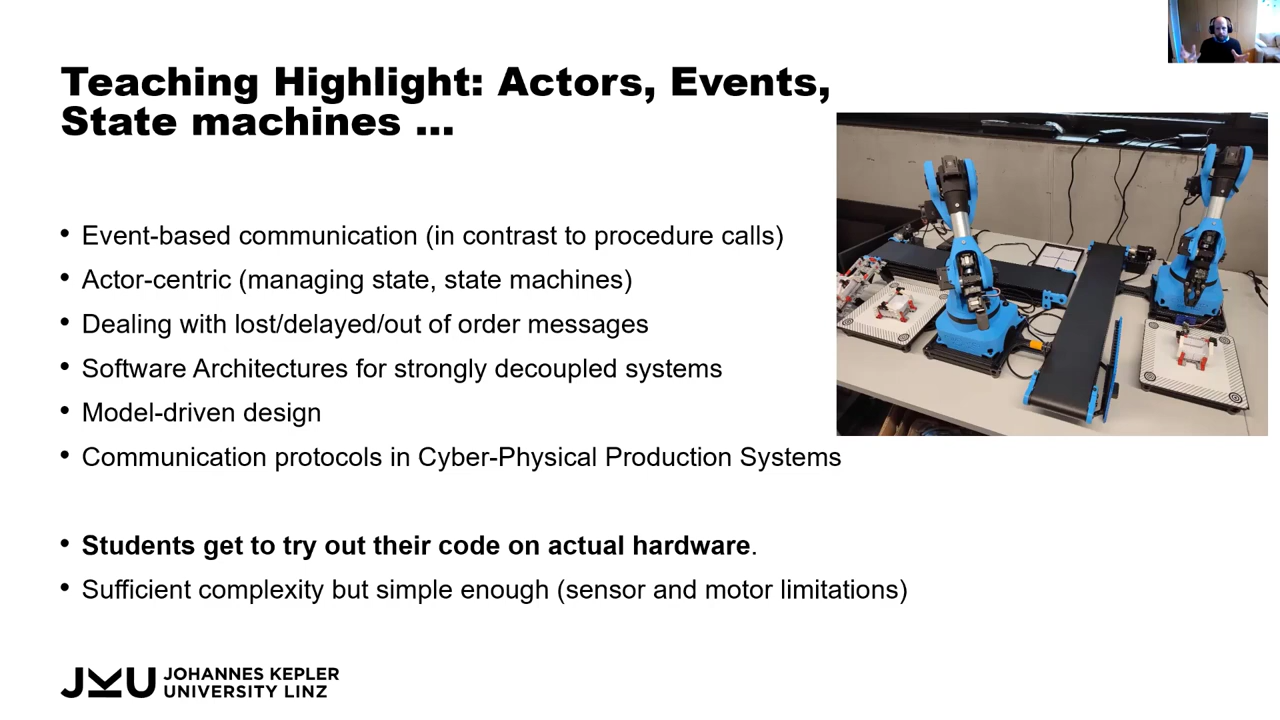 Teaching Highlight: Actors, Events,
State machines ...
• Event-based communication (in contrast to procedure calls)
• Actor-centric (managing state, state machines)
• Dealing with lost/delayed/out of order messages
• Software Architectures for strongly decoupled systems
• Model-driven design
• Communication protocols in Cyber-Physical Production Systems
• Students get to try out their code on actual hardware.
• Sufficient complexity but simple enough (sensor and motor limitations)
JKU JOHANNES KEPLER
UNIVERSITY LINZ